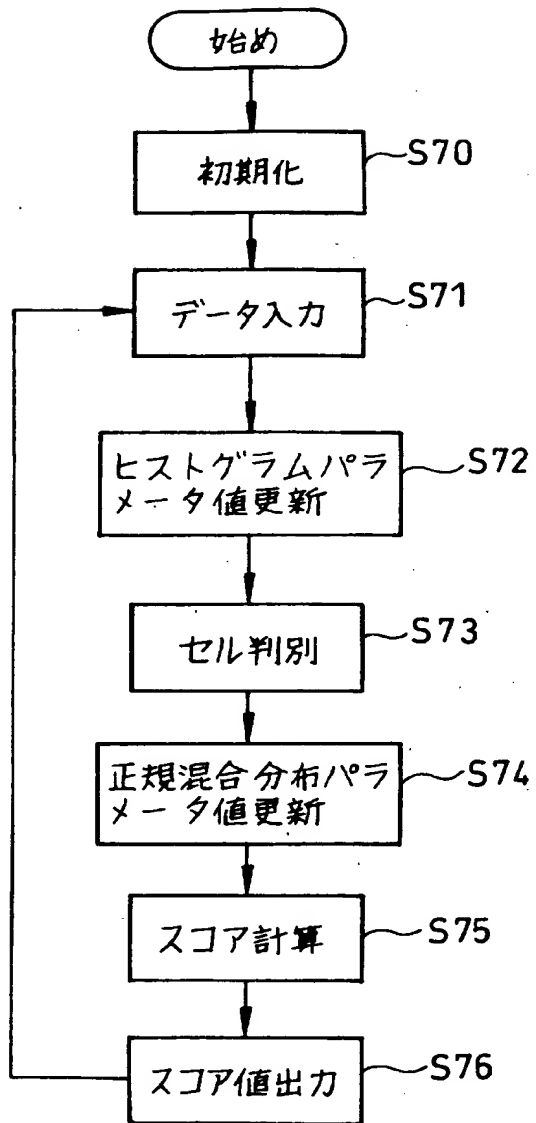 始め
初期化
S70
データ入力
S71
ヒストグラムパラ
メータ値更新
S72
セル判別
S73
正規混合分布パラ
メータ値更新
S74
スコア計算
S75
スコア値出力
S76